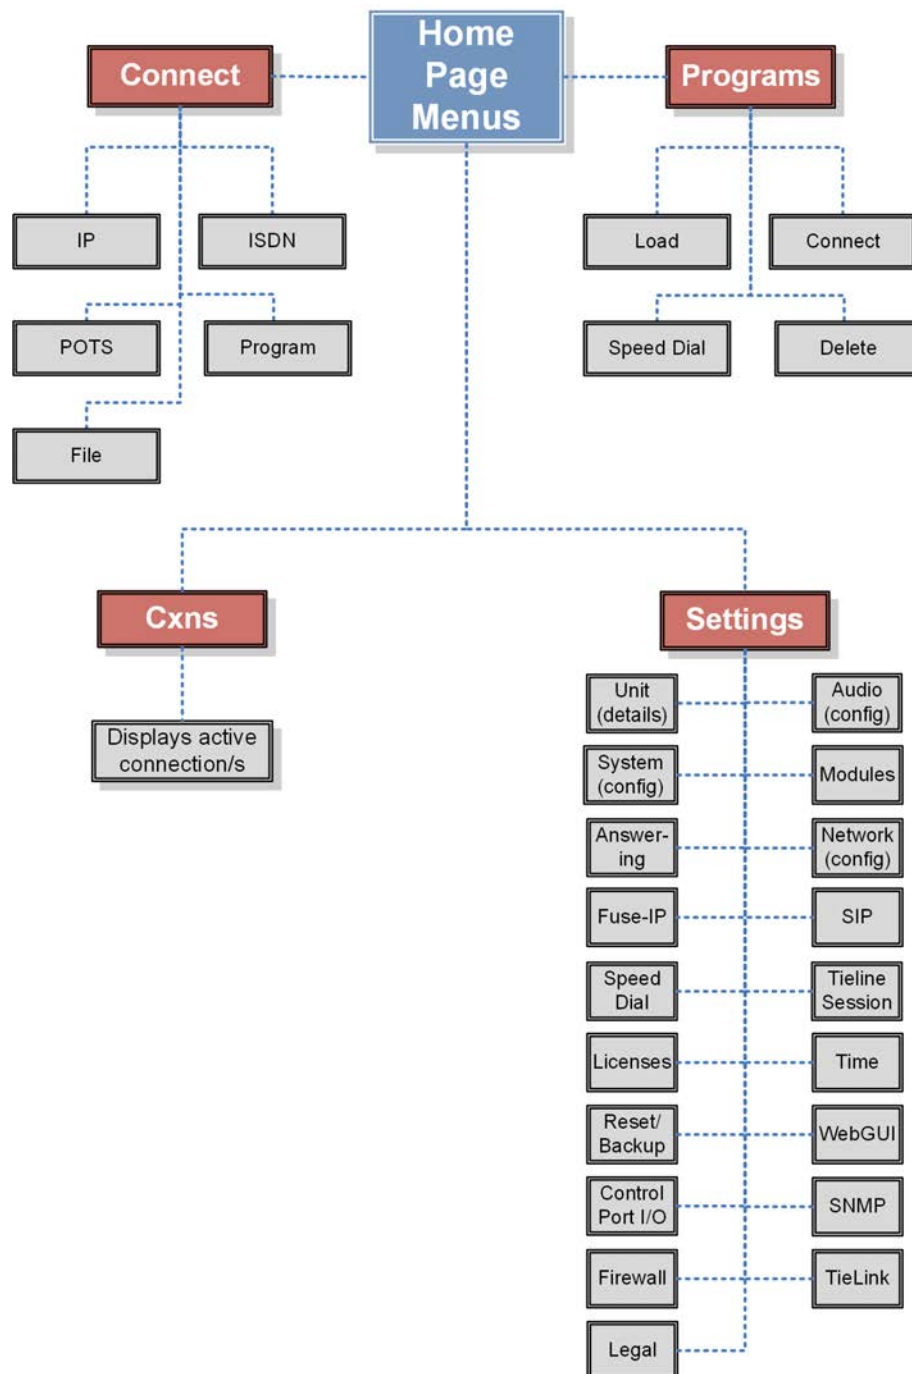 Home
Page
Menus
Connect
Programs
IP
ISDN
Load
Connect
POTS
Program
Speed Dial
Delete
File
Cxns
Settings
Displays active
connection/s
Unit
(details)
Audio
(config)
System
(config)
Modules
Answer-
ing
Network
(config)
Fuse-IP
SIP
Speed
Dial
Tieline
Session
Licenses
Time
Reset/
Backup
WebGUI
Control
Port I/O
SNMP
Firewall
TieLink
Legal